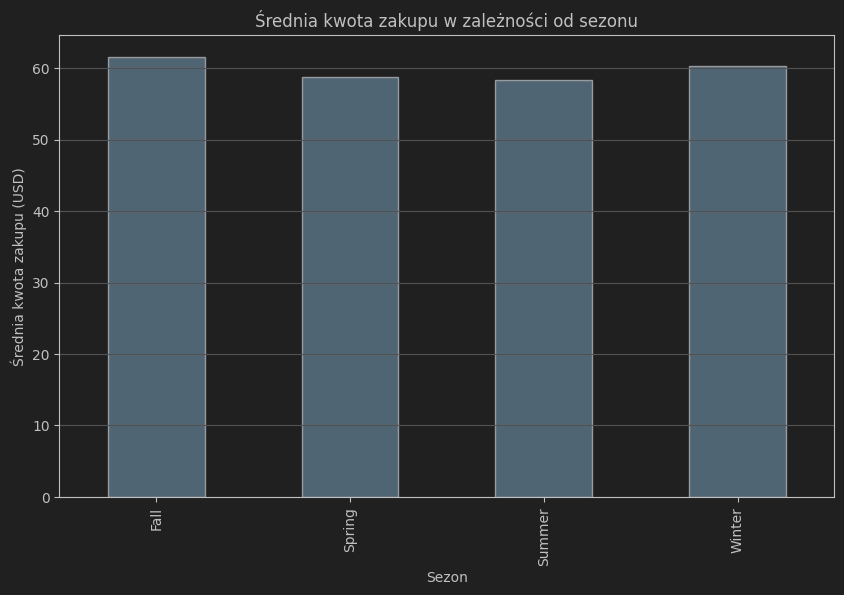 Średnia kwota zakupu w zależności od sezonu
Średnia kwota zakupu (USD)
60
50
40
30
20
10
0
Fall
Spring
Summer
Winter
Sezon